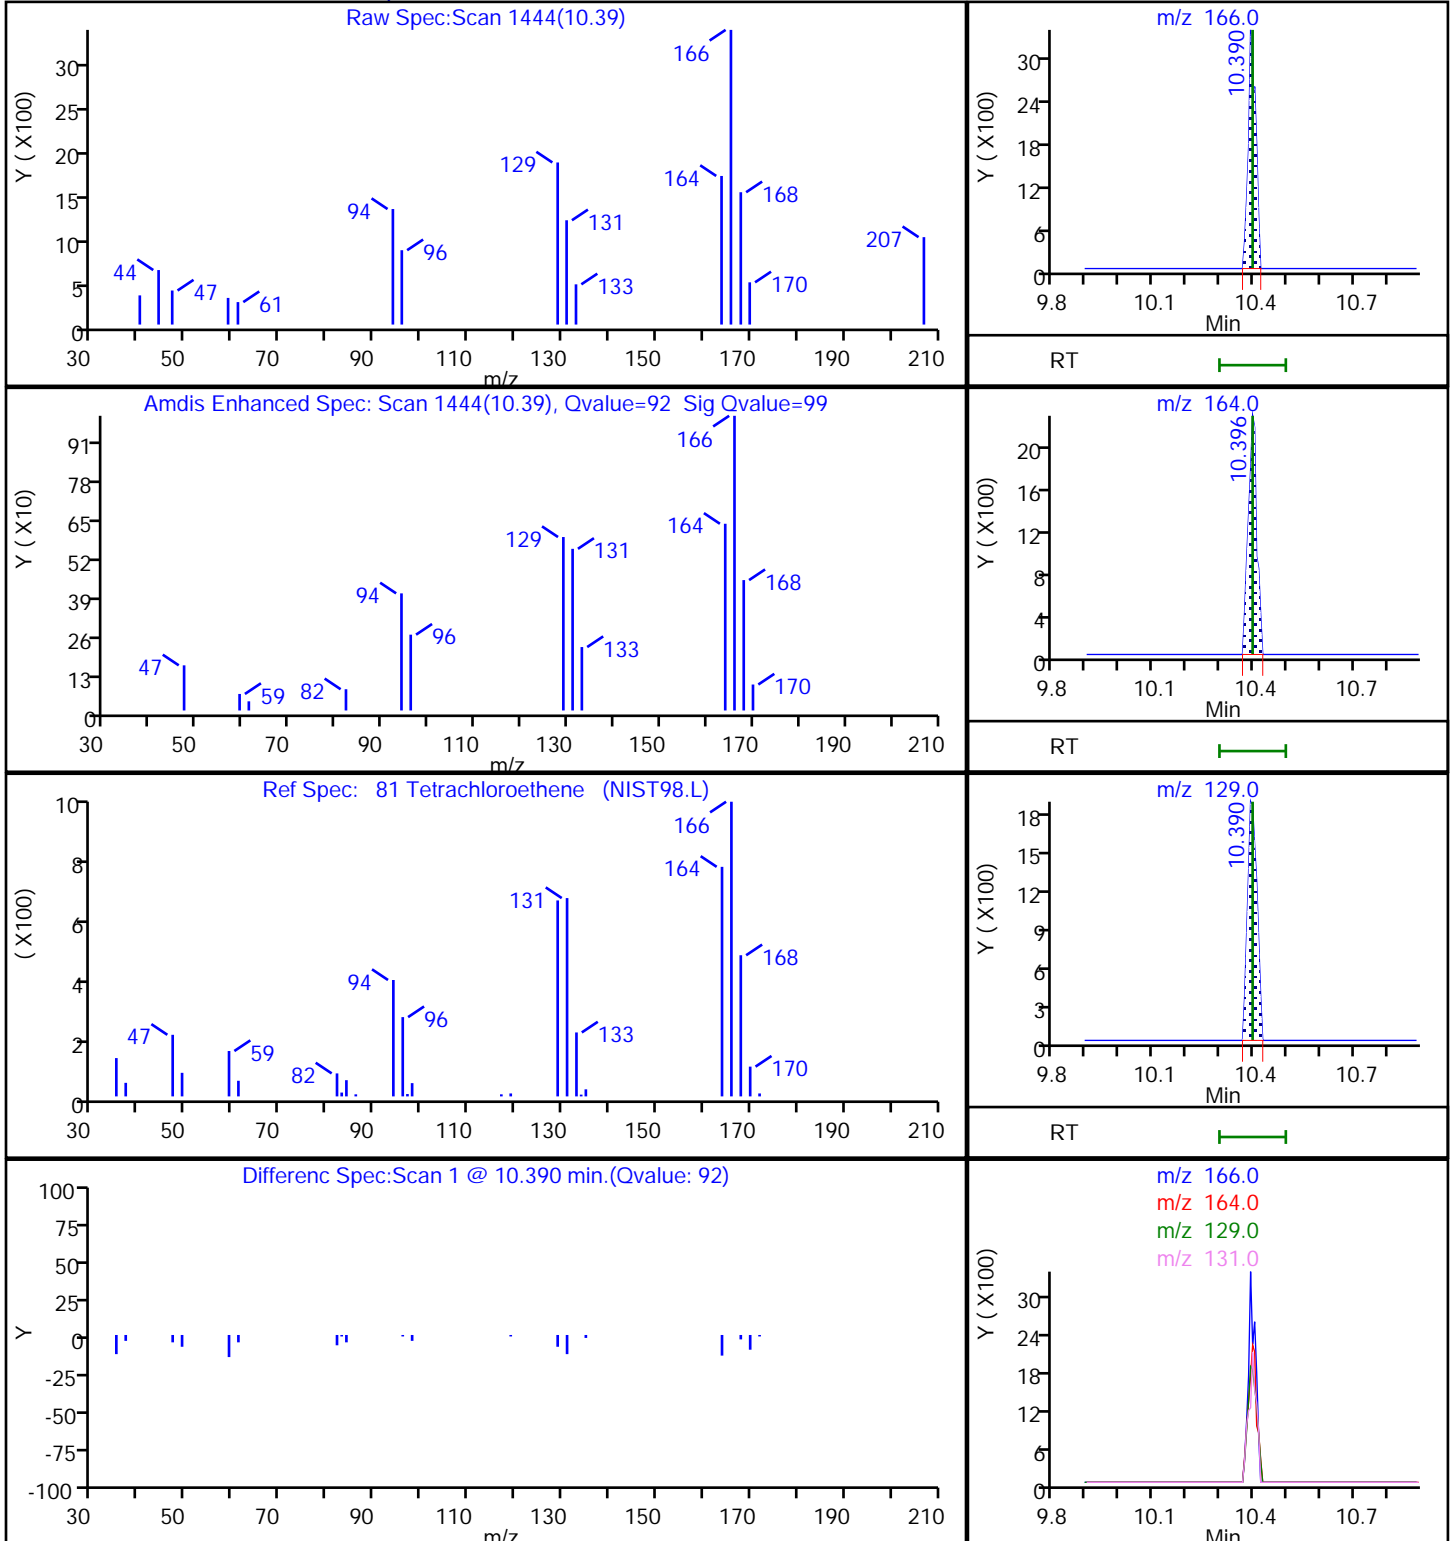 Raw Spec:Scan 1444(10.39)
Y ( X100)
30
25
20
15
10
5
0
166
129
164
168
94
131
96
207
44
47
61
133
170
30 50 70 90 110 130 150 170 190 210
m/z
m/z 166.0
Y ( X100)
30
24
18
12
6
0
10.390
9.8 10.1 10.4 10.7
Min
RT
Amdis Enhanced Spec: Scan 1444(10.39), Qvalue=92 Sig Qvalue=99
Y ( X10)
91
78
65
52
39
26
13
0
166
164
129
131
168
94
96
133
47
59
82
170
30 50 70 90 110 130 150 170 190 210
m/z
m/z 164.0
Y ( X100)
20
16
12
8
4
0
10.396
9.8 10.1 10.4 10.7
Min
RT
Ref Spec: 81 Tetrachloroethene (NIST98.L)
( X100)
10
8
6
4
2
0
166
164
131
168
94
96
133
47
59
82
170
30 50 70 90 110 130 150 170 190 210
m/z 129.0
Y ( X100)
18
15
12
9
6
3
0
10.390
9.8 10.1 10.4 10.7
Min
RT
Differenc Spec:Scan 1 @ 10.390 min.(Qvalue: 92)
Y
100
75
50
25
0
-25
-50
-75
-100
30 50 70 90 110 130 150 170 190 210
m/z
m/z 166.0
m/z 164.0
m/z 129.0
m/z 131.0
Y ( X100)
30
24
18
12
6
0
9.8 10.1 10.4 10.7
Min